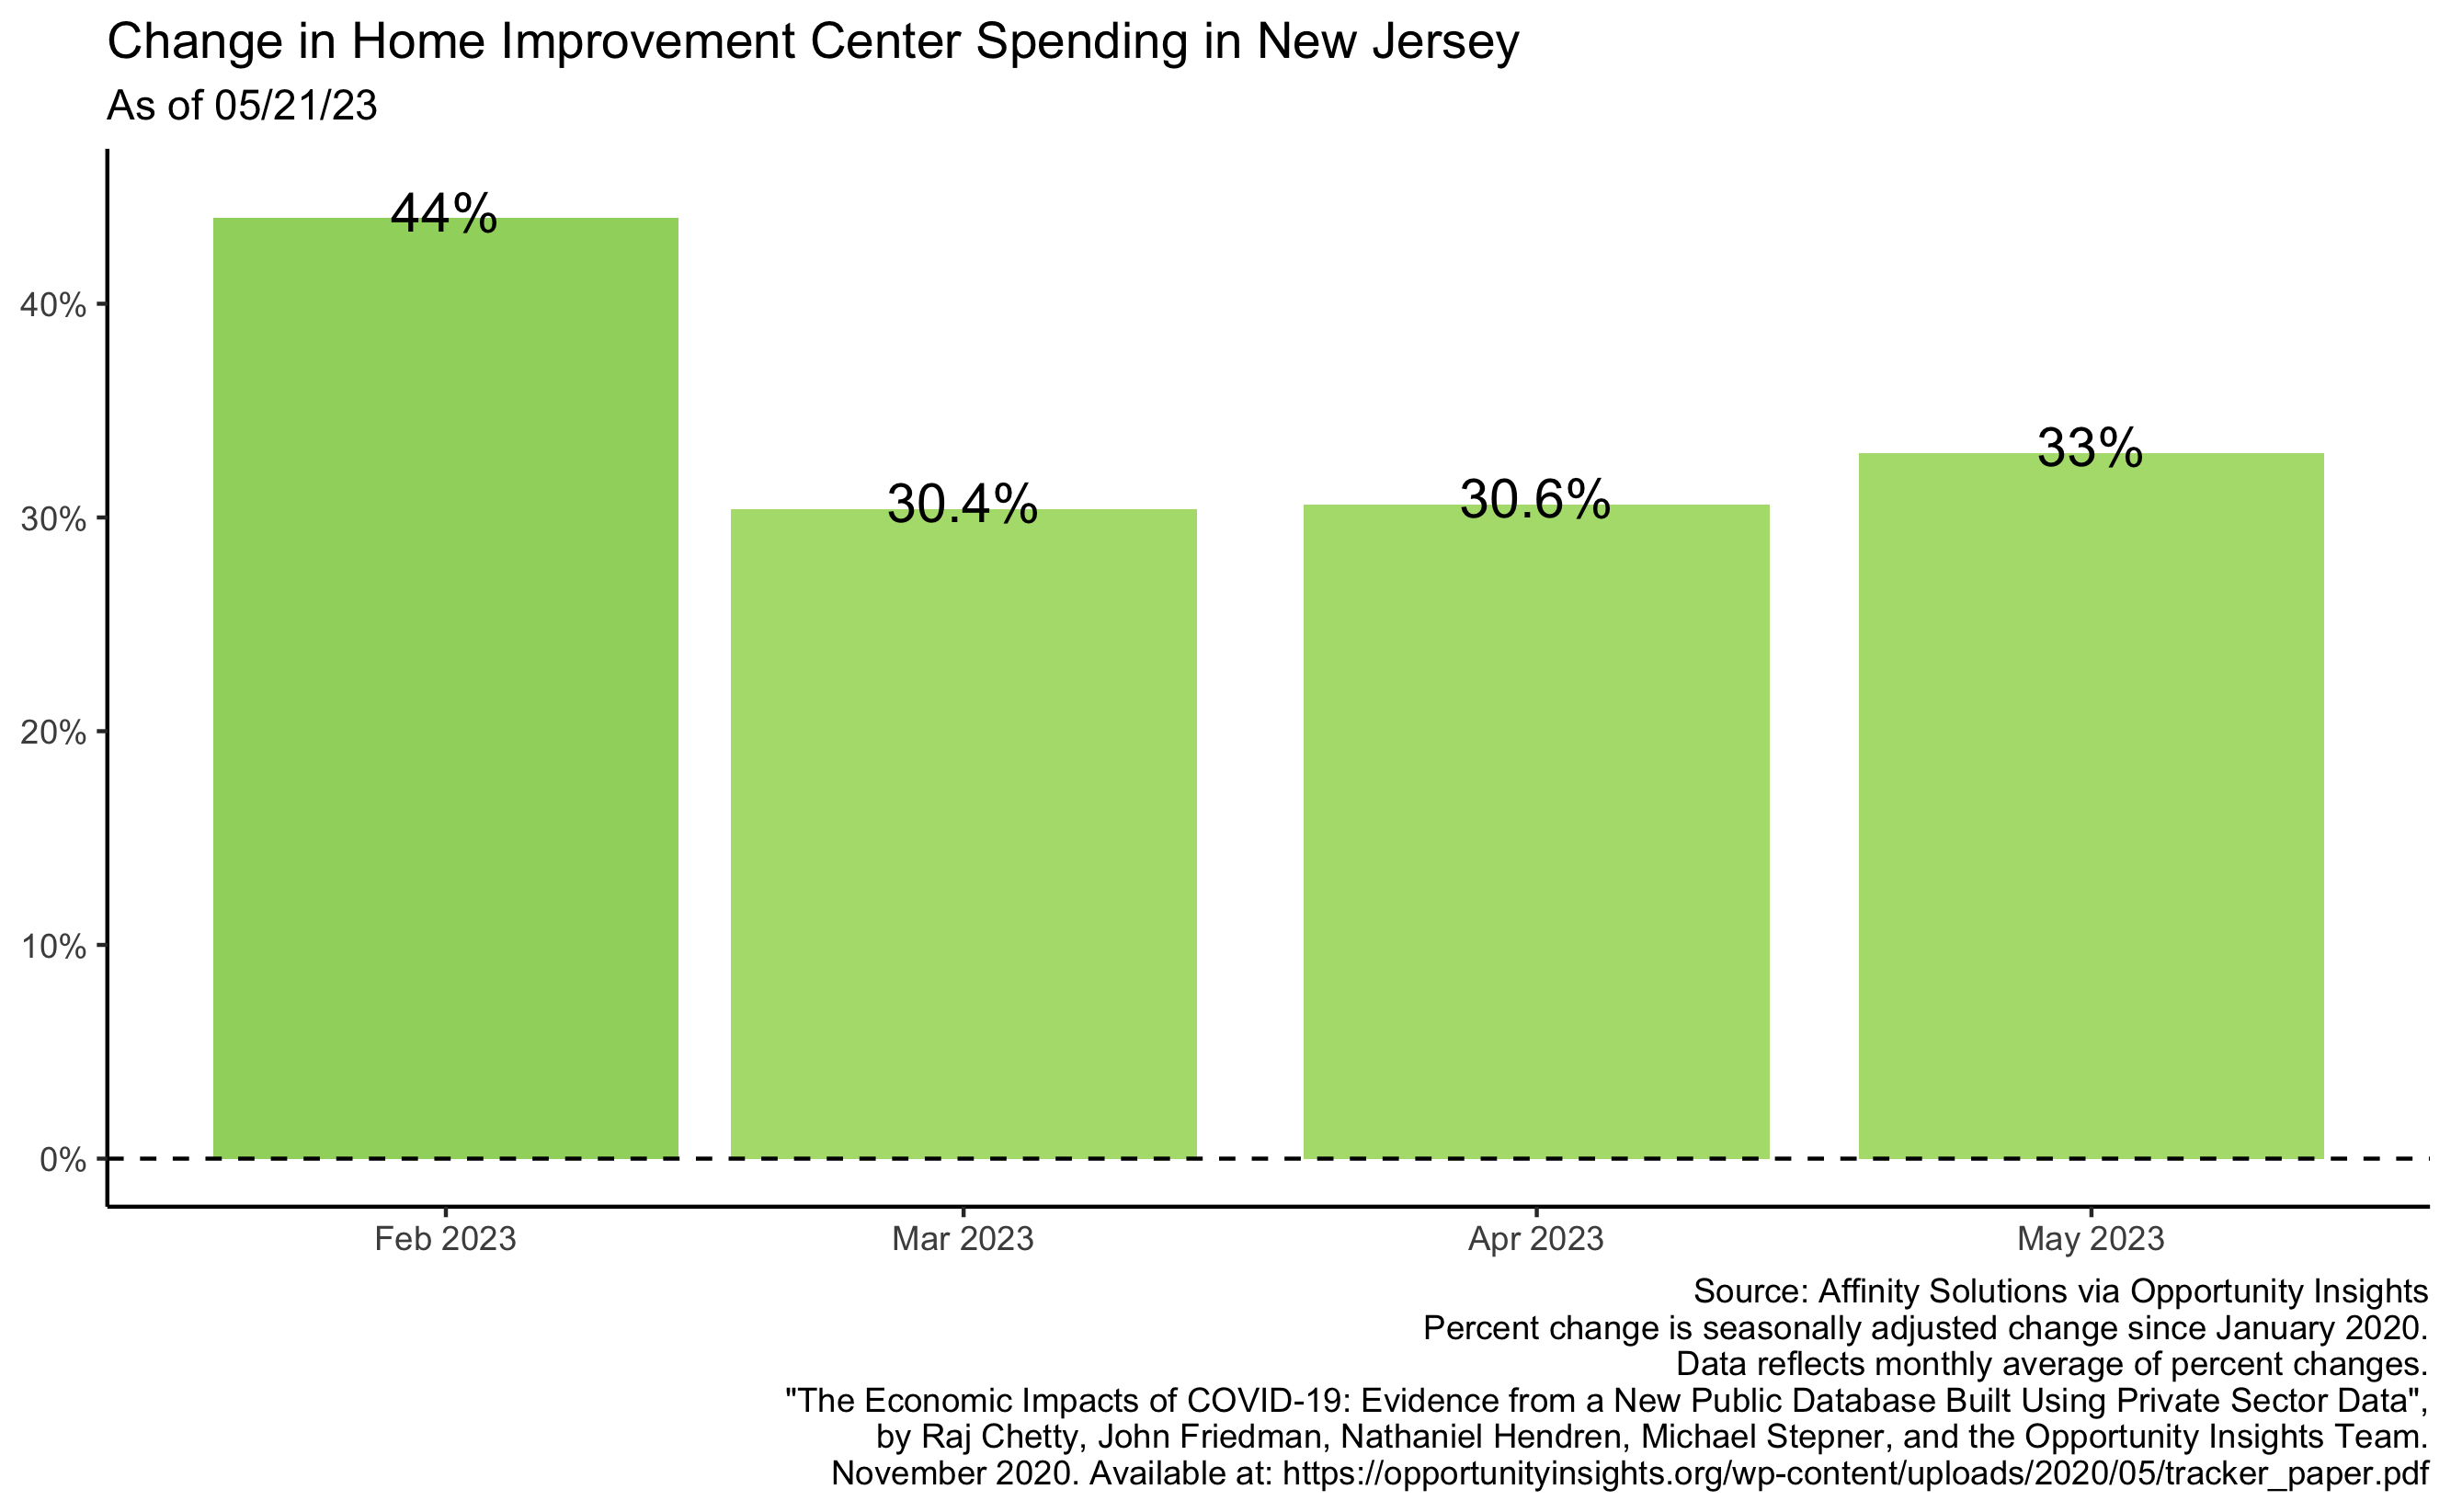 Change in Home Improvement Center Spending in New Jersey
As of 05/21/23
44%
30.4%
30.6%
33%
40%
30%
20%
10%
0%
Feb 2023
Mar 2023
Apr 2023
May 2023
Source: Affinity Solutions via Opportunity Insights
Percent change is seasonally adjusted change since January 2020.
Data reflects monthly average of percent changes.
"The Economic Impacts of COVID-19: Evidence from a New Public Database Built Using Private Sector Data",
by Raj Chetty, John Friedman, Nathaniel Hendren, Michael Stepner, and the Opportunity Insights Team.
November 2020. Available at: https://opportunityinsights.org/wp-content/uploads/2020/05/tracker_paper.pdf